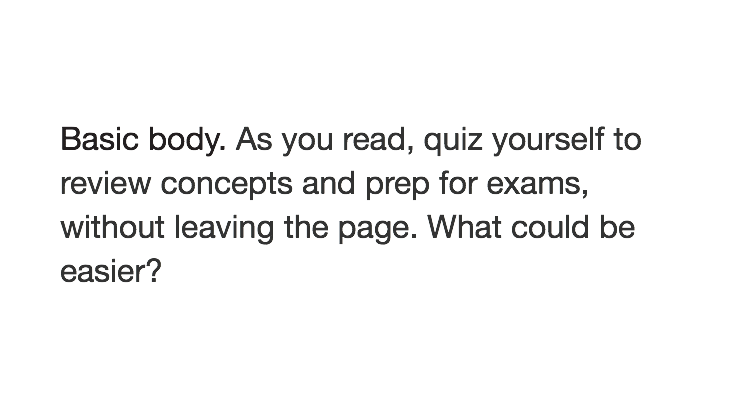 Basic body. As you read, quiz yourself to
review concepts and prep for exams,
without leaving the page. What could be
easier?